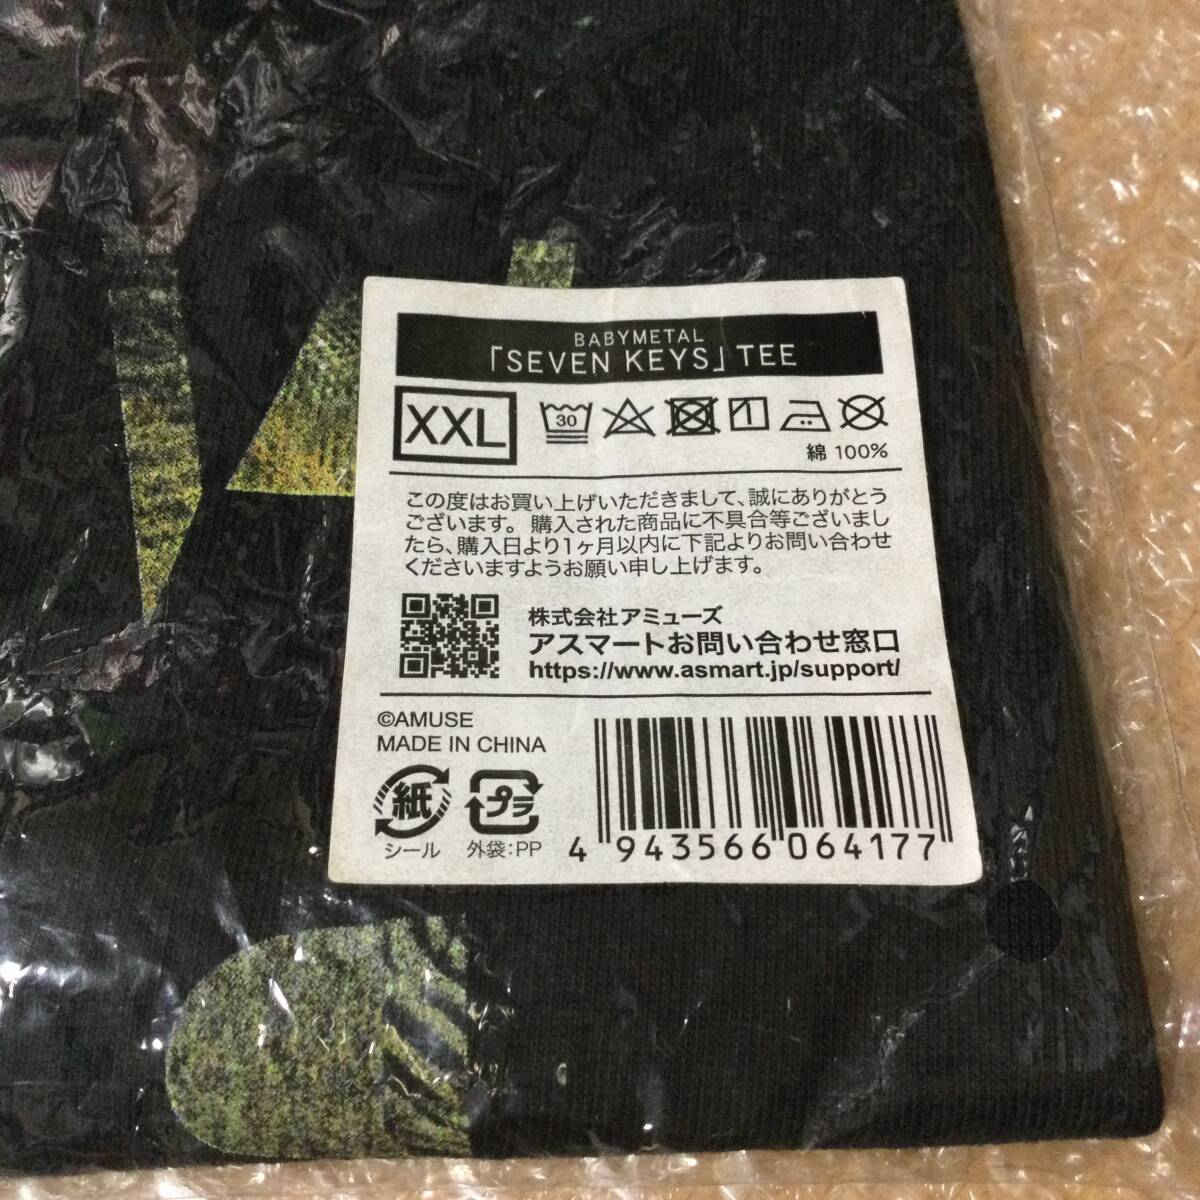 BABYMETAL
「SEVEN KEYS」TEE
XXL
30
綿 100%
この度はお買い上げいただきまして、誠にありがとう
ございます。購入された商品に不具合等ございまし
たら、購入日より1ヶ月以内に下記よりお問い合わせ
くださいますようお願い申し上げます。
株式会社アミューズ
アスマートお問い合わせ窓口
https://www.asmart.jp/support/
©AMUSE
MADE IN CHINA
紙
プラ
シール
外袋:PP
4 943566 064177